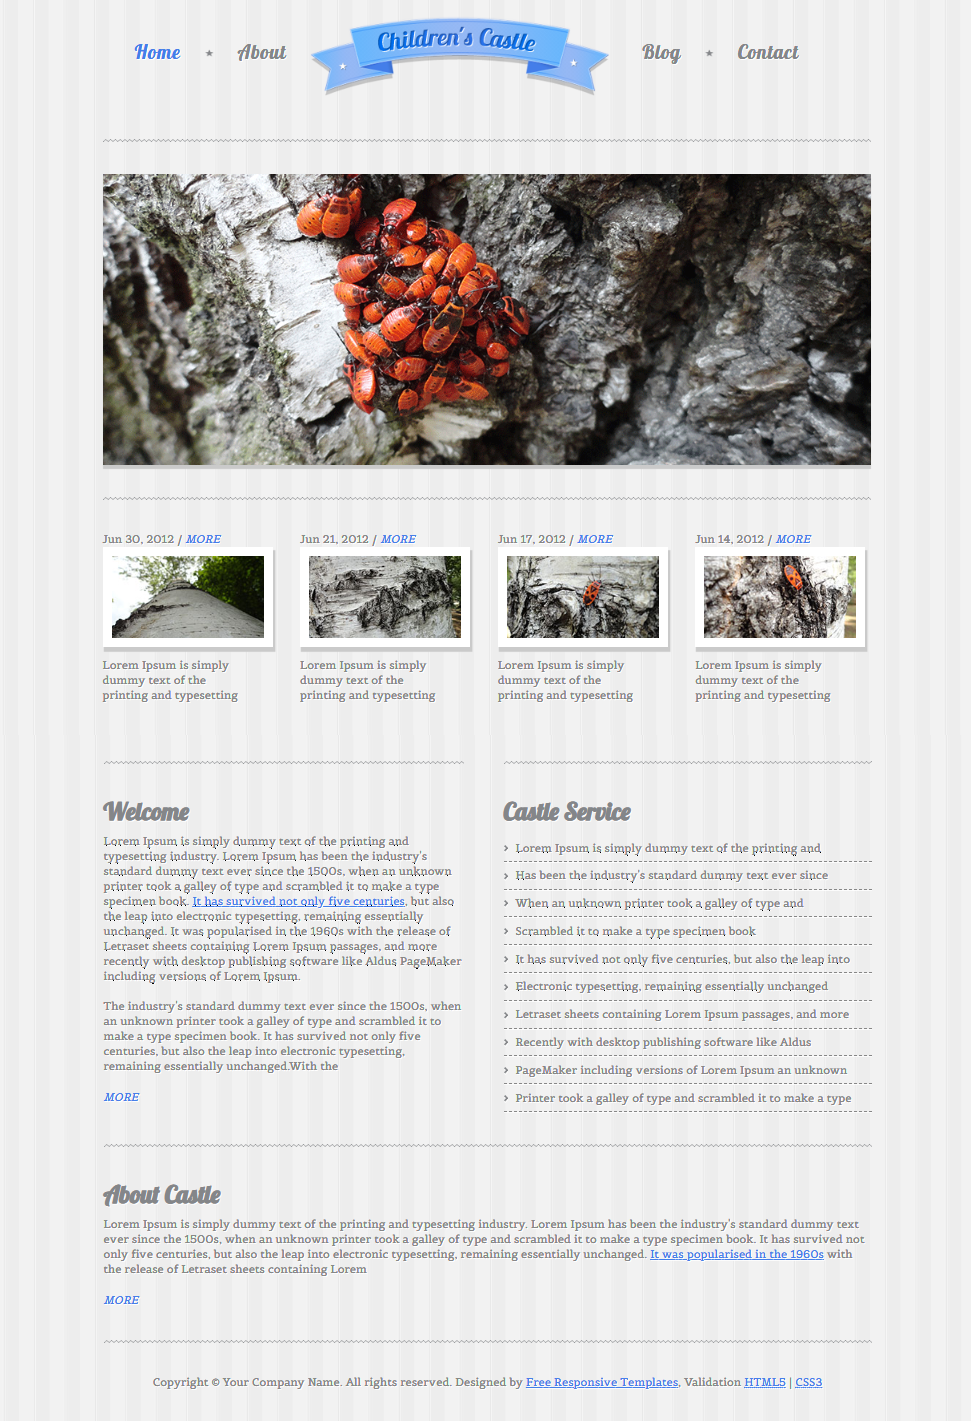 Home
About
Children's Castle
Blog
Contact
Jun 30, 2012 / MORE
Jun 21, 2012 / MORE
Jun 17, 2012 / MORE
Jun 14, 2012 / MORE
Lorem Ipsum is simply
dummy text of the
printing and typesetting
Lorem Ipsum is simply
dummy text of the
printing and typesetting
Lorem Ipsum is simply
dummy text of the
printing and typesetting
Lorem Ipsum is simply
dummy text of the
printing and typesetting
Welcome
Lorem Ipsum is simply dummy text of the printing and
typesetting industry. Lorem Ipsum has been the industry's
standard dummy text ever since the 1500s, when an unknown
printer took a galley of type and scrambled it to make a type
specimen book. It has survived not only five centuries, but also
the leap into electronic typesetting, remaining essentially
unchanged. It was popularised in the 1960s with the release of
Letraset sheets containing Lorem Ipsum passages, and more
recently with desktop publishing software like Aldus PageMaker
including versions of Lorem Ipsum.
The industry's standard dummy text ever since the 1500s, when
an unknown printer took a galley of type and scrambled it to
make a type specimen book. It has survived not only five
centuries, but also the leap into electronic typesetting,
remaining essentially unchanged.With the
MORE
Castle Service
Lorem Ipsum is simply dummy text of the printing and
Has been the industry's standard dummy text ever since
When an unknown printer took a galley of type and
Scrambled it to make a type specimen book
It has survived not only five centuries, but also the leap into
Electronic typesetting, remaining essentially unchanged
Letraset sheets containing Lorem Ipsum passages, and more
Recently with desktop publishing software like Aldus
PageMaker including versions of Lorem Ipsum an unknown
Printer took a galley of type and scrambled it to make a type
About Castle
Lorem Ipsum is simply dummy text of the printing and typesetting industry. Lorem Ipsum has been the industry's standard dummy text
ever since the 1500s, when an unknown printer took a galley of type and scrambled it to make a type specimen book. It has survived not
only five centuries, but also the leap into electronic typesetting, remaining essentially unchanged. It was popularised in the 1960s with
the release of Letraset sheets containing Lorem
MORE
Copyright © Your Company Name. All rights reserved. Designed by Free Responsive Templates, Validation HTML5 | CSS3